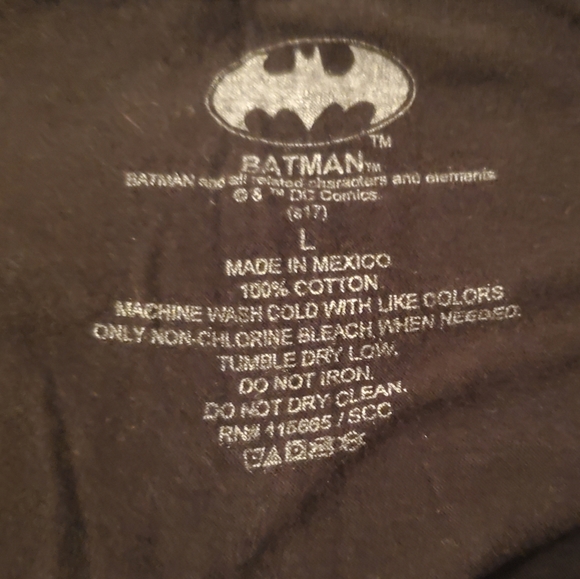 TM
BATMAN TM
BATMAN and all related characters and elements
© & ™ DC Comics.
(s17)
L
MADE IN MEXICO
100% COTTON
MACHINE WASH COLD WITH LIKE COLORS
ONLY NON-CHLORINE BLEACH WHEN NEEDED.
TUMBLE DRY LOW.
DO NOT IRON.
DO NOT DRY CLEAN.
RN# 115665 / SCC